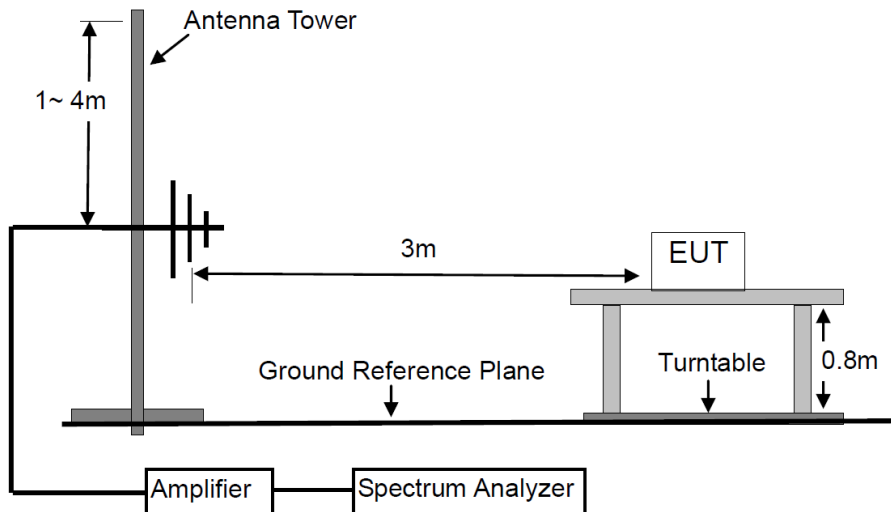 Antenna Tower
1~ 4m
3m
EUT
Ground Reference Plane
Turntable
0.8m
Amplifier
Spectrum Analyzer